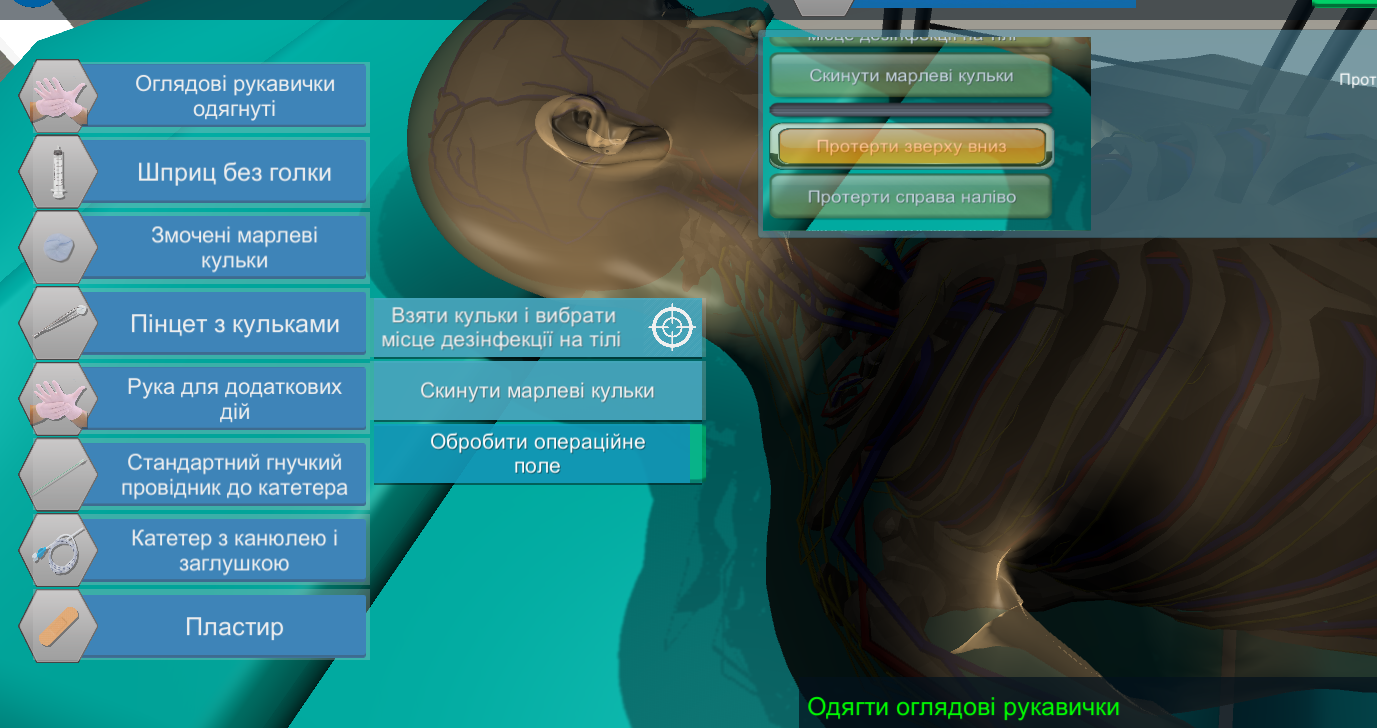 Оглядові рукавички
одягнуті
Шприц без голки
Змочені марлеві
кульки
Пінцет з кульками
Рука для додаткових
дій
Стандартний гнучкий
провідник до катетера
Катетер з канюлею і
заглушкою
Пластир
Взяти кульки і вибрати
місце дезінфекції на тілі
Скинути марлеві кульки
Обробити операційне
поле
місце дезінфекції на тілі
Скинути марлеві кульки
Протерти зверху вниз
Протерти справа наліво
Прот
Одягти оглядові рукавички